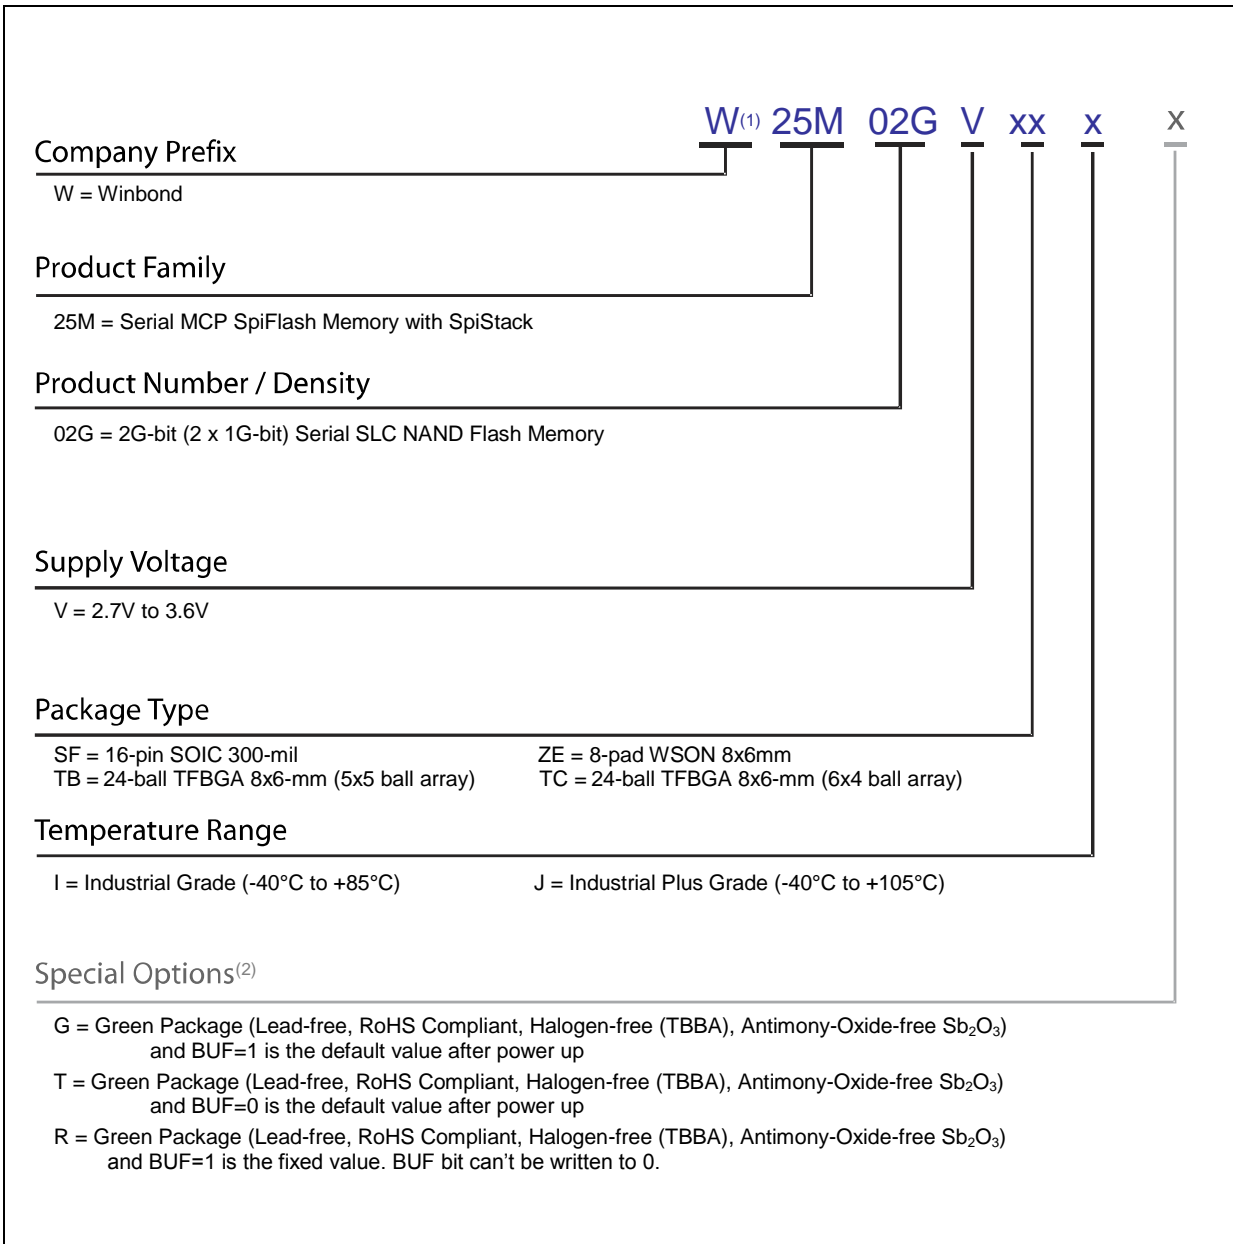 W(1) 25M 02G V xx x x
Company Prefix
W = Winbond
Product Family
25M = Serial MCP SpiFlash Memory with SpiStack
Product Number / Density
02G = 2G-bit (2 x 1G-bit) Serial SLC NAND Flash Memory
Supply Voltage
V = 2.7V to 3.6V
Package Type
SF = 16-pin SOIC 300-mil ZE = 8-pad WSON 8x6mm
TB = 24-ball TFBGA 8x6-mm (5x5 ball array) TC = 24-ball TFBGA 8x6-mm (6x4 ball array)
Temperature Range
I = Industrial Grade (-40°C to +85°C) J = Industrial Plus Grade (-40°C to +105°C)
Special Options(2)
G = Green Package (Lead-free, RoHS Compliant, Halogen-free (TBBA), Antimony-Oxide-free Sb₂O₃)
and BUF=1 is the default value after power up
T = Green Package (Lead-free, RoHS Compliant, Halogen-free (TBBA), Antimony-Oxide-free Sb₂O₃)
and BUF=0 is the default value after power up
R = Green Package (Lead-free, RoHS Compliant, Halogen-free (TBBA), Antimony-Oxide-free Sb₂O₃)
and BUF=1 is the fixed value. BUF bit can't be written to 0.